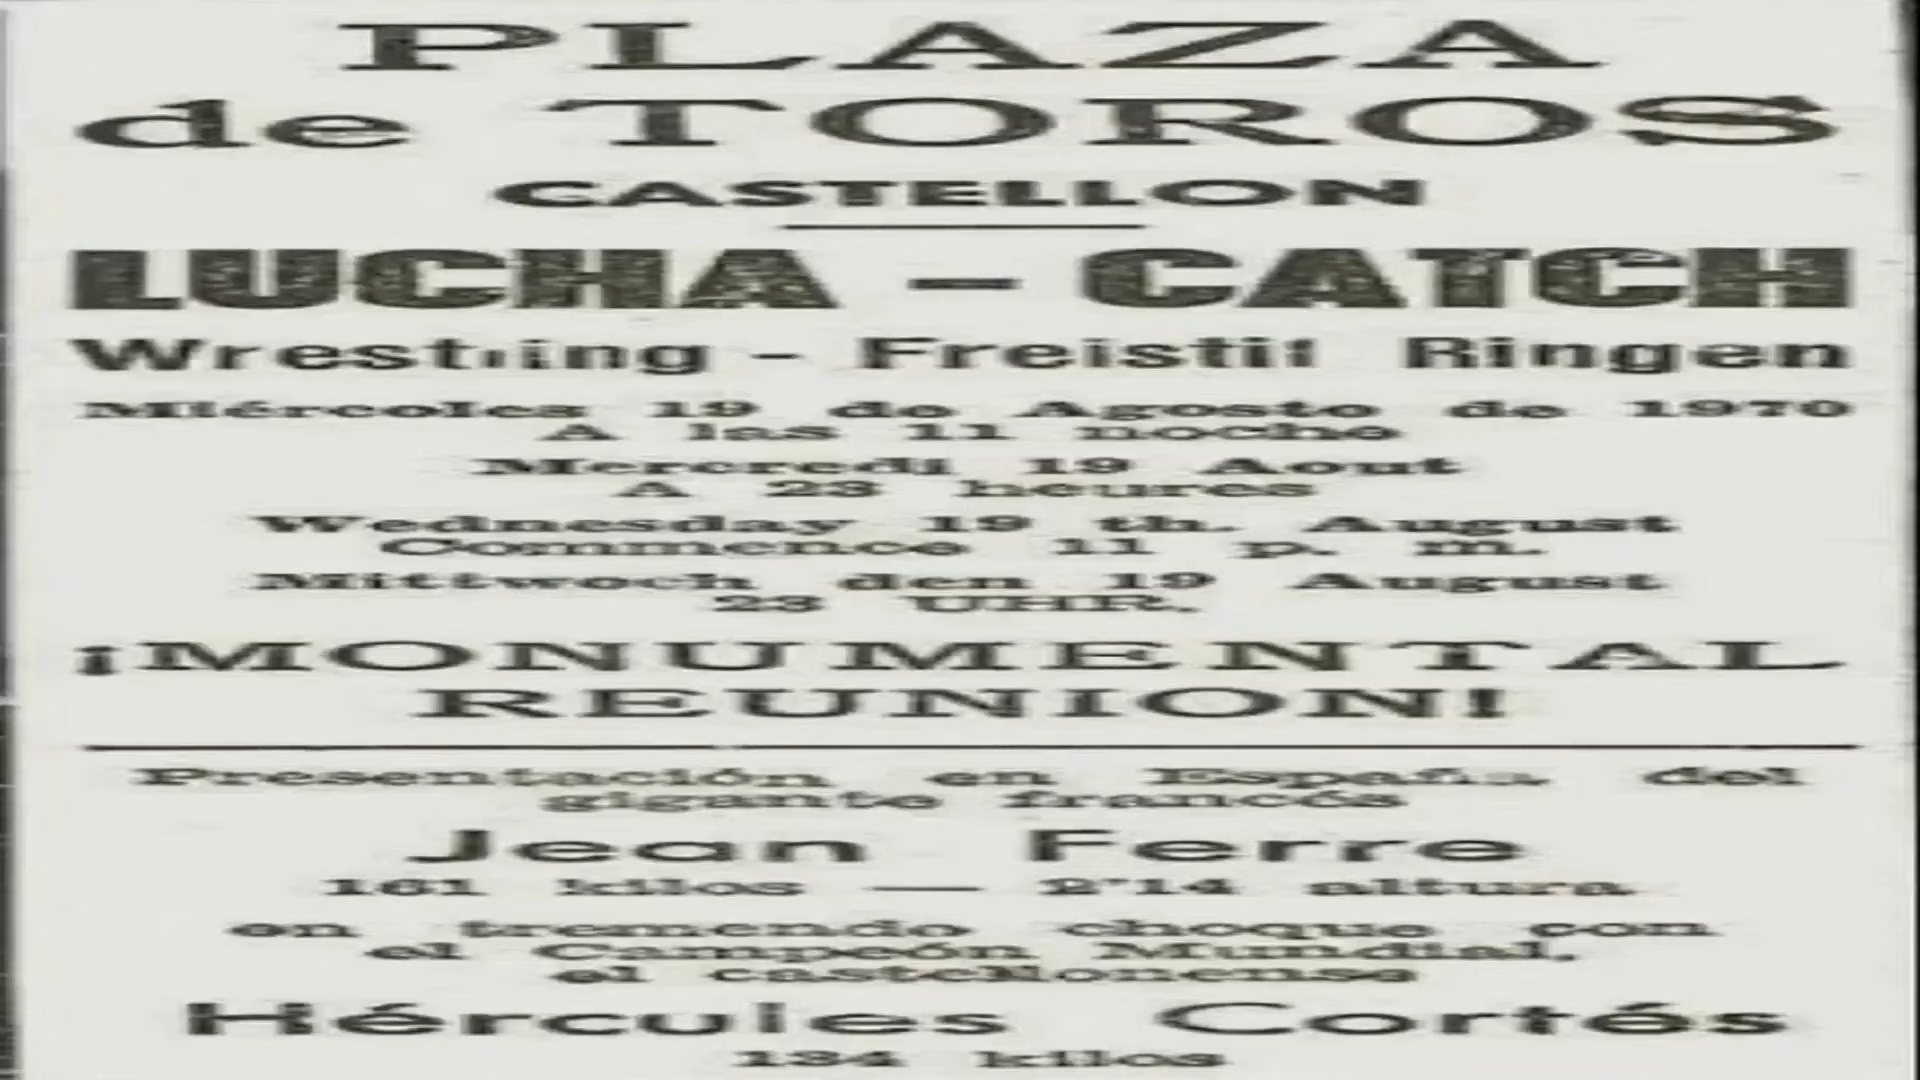 PLAZA
de TOROS
CASTELLON
LUCHA - CATCH
Wrestling - Freistil Ringen
Miércoles 19 de Agosto de 1970
A las 11 noche
Mercredi 19 Aout
A 23 heures
Wednesday 19 th. August
Commence 11 p. m.
Mittwoch den 19 August
23 UHR.
¡MONUMENTAL
REUNION!
Presentación en España del
gigante francés
Jean Ferre
161 kilos — 2'14 altura
en tremendo choque con
el Campeón Mundial,
el castellonense
Hércules Cortés
134 kilos